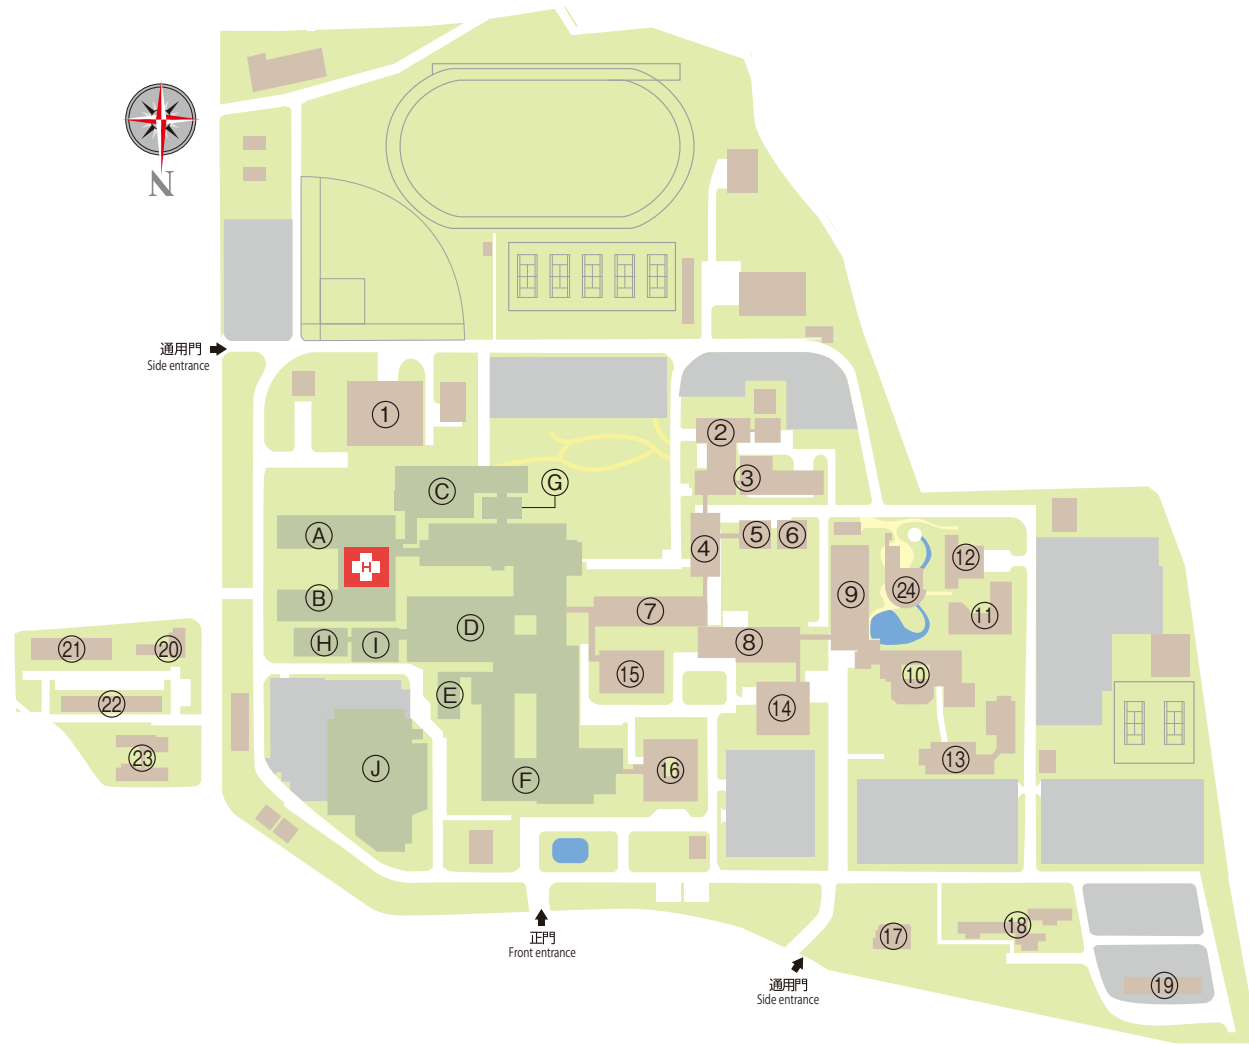 N
通用門
Side entrance
①
②
③
C
G
A
H
B
④
⑤
⑥
⑨
⑫
㉔
⑪
⑦
D
⑧
H
I
㉑
⑳
㉒
㉓
E
⑮
⑩
⑭
J
F
⑯
⑬
正門
Front entrance
⑰
⑱
⑲
通用門
Side entrance